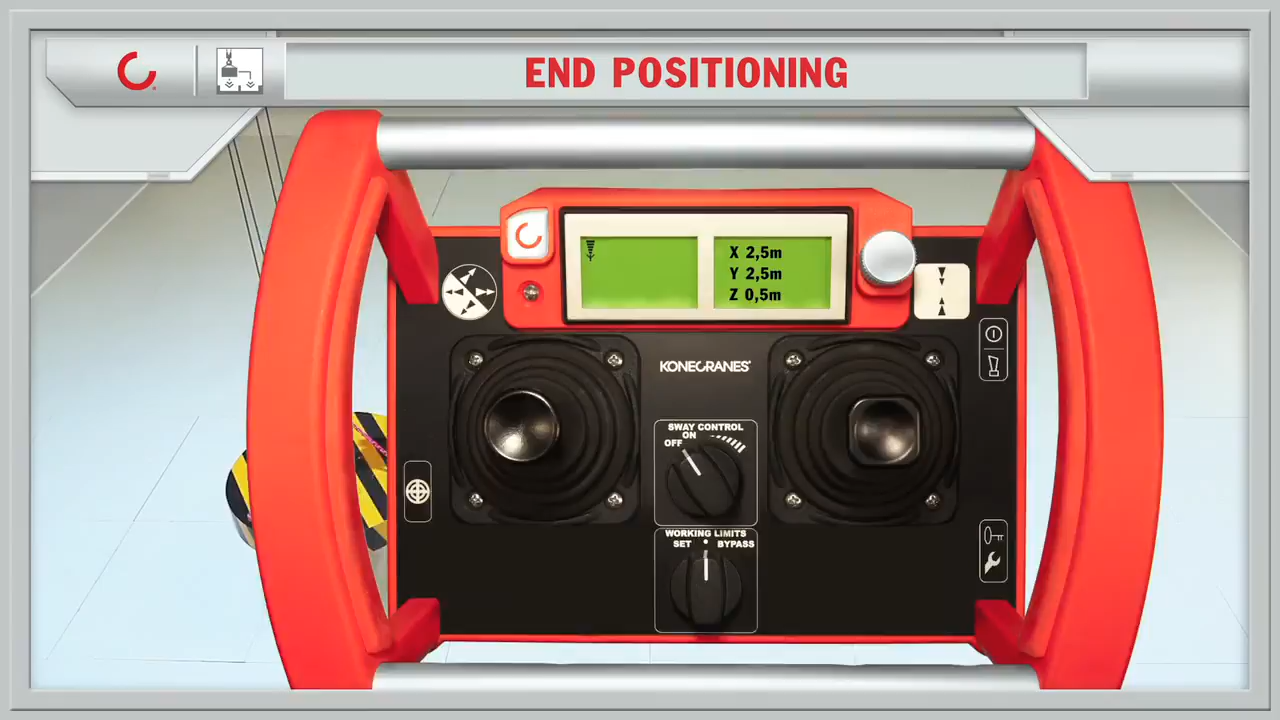 END POSITIONING
X 2,5m
Y 2,5m
Z 0,5m
KONECRANES
SWAY CONTROL
ON
OFF
WORKING LIMITS
SET BYPASS